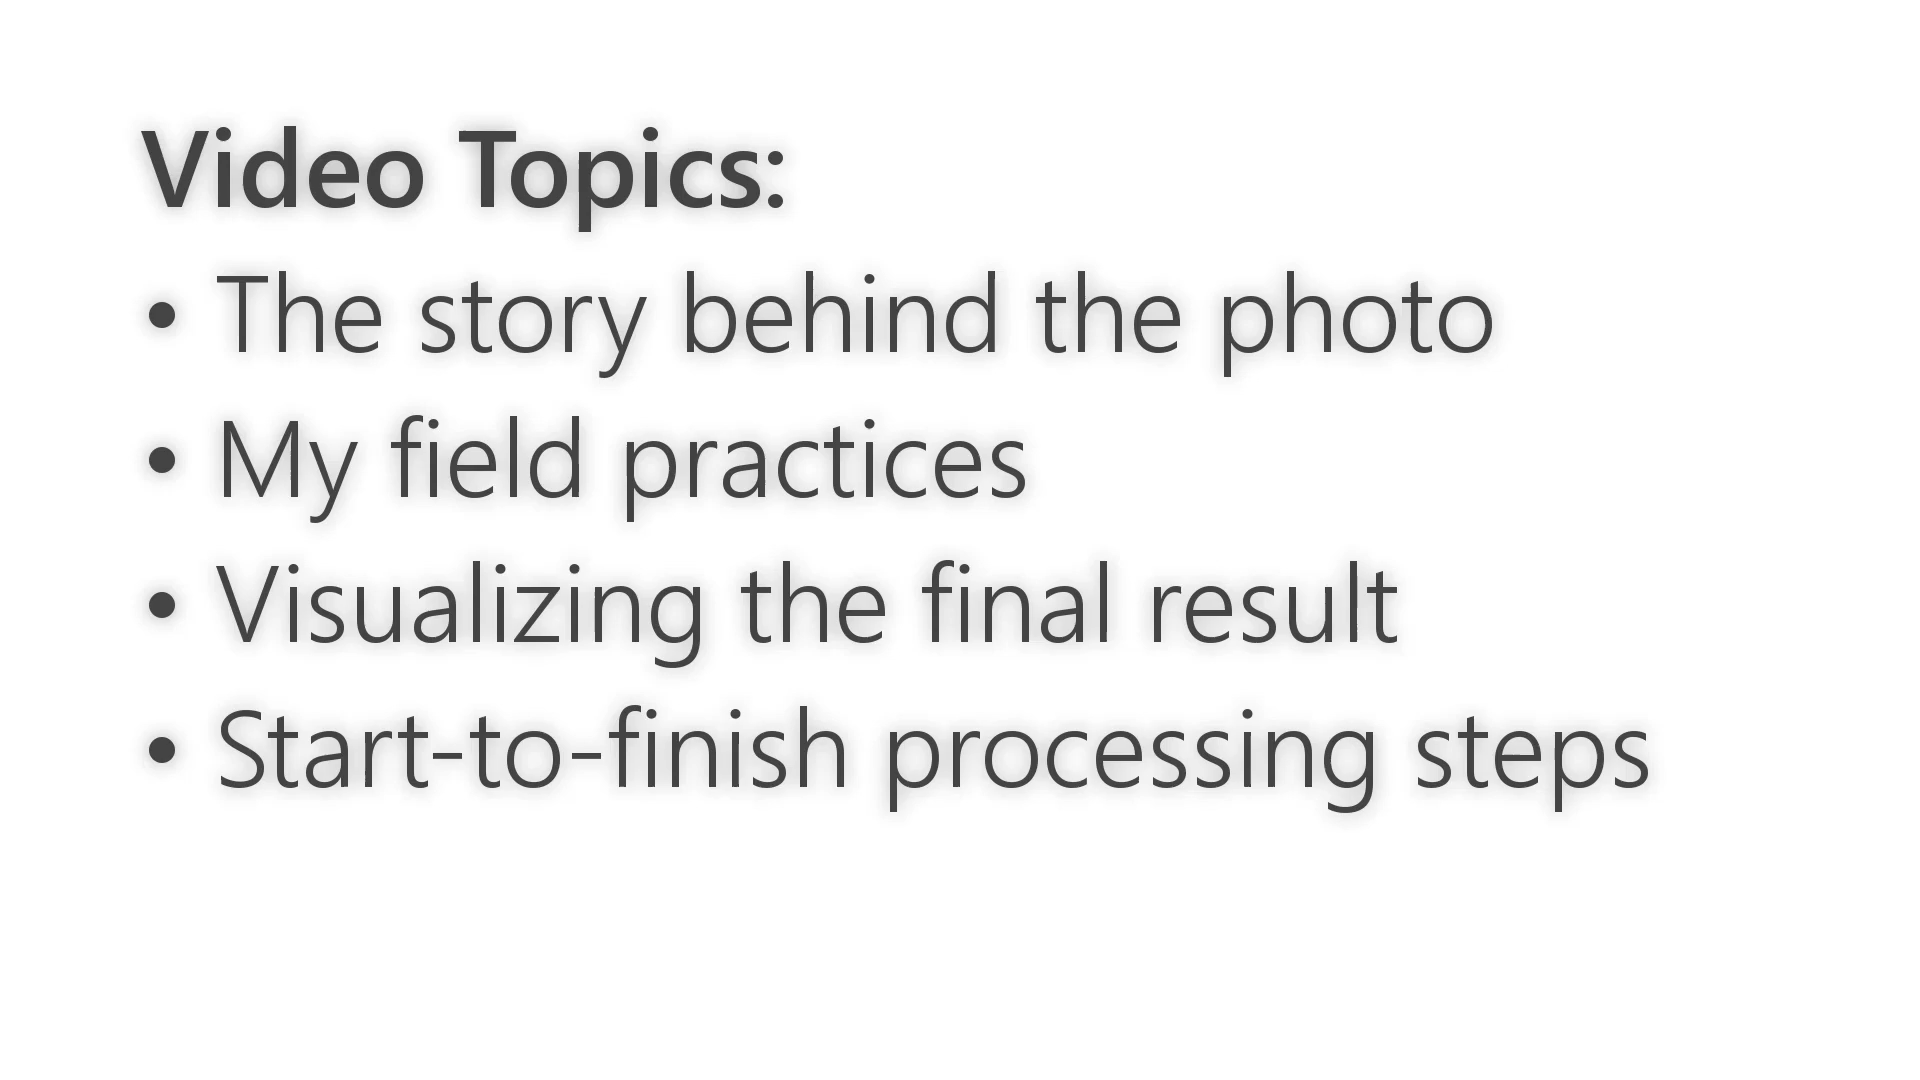 Video Topics:
• The story behind the photo
• My field practices
• Visualizing the final result
• Start-to-finish processing steps